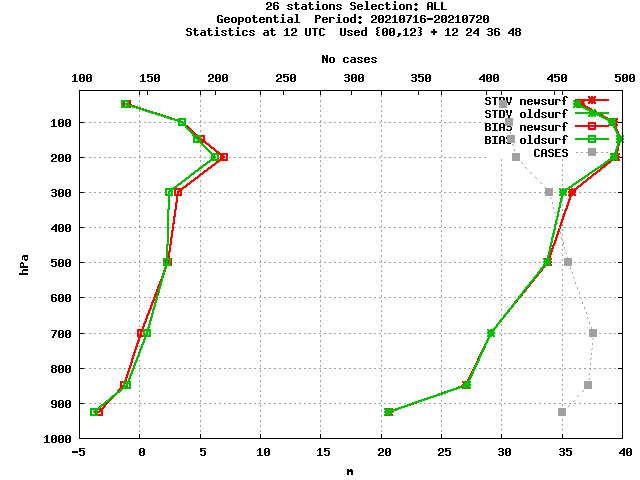 26 stations Selection: ALL
Geopotential  Period: 20210716-20210720
Statistics at 12 UTC  Used {00,12} + 12 24 36 48
No cases
100 150 200 250 300 350 400 450 500
STDV newsurf
STDV oldsurf
BIAS newsurf
BIAS oldsurf
CASES
100
200
300
400
500
600
700
800
900
1000
hPa
-5 0 5 10 15 20 25 30 35 40
m